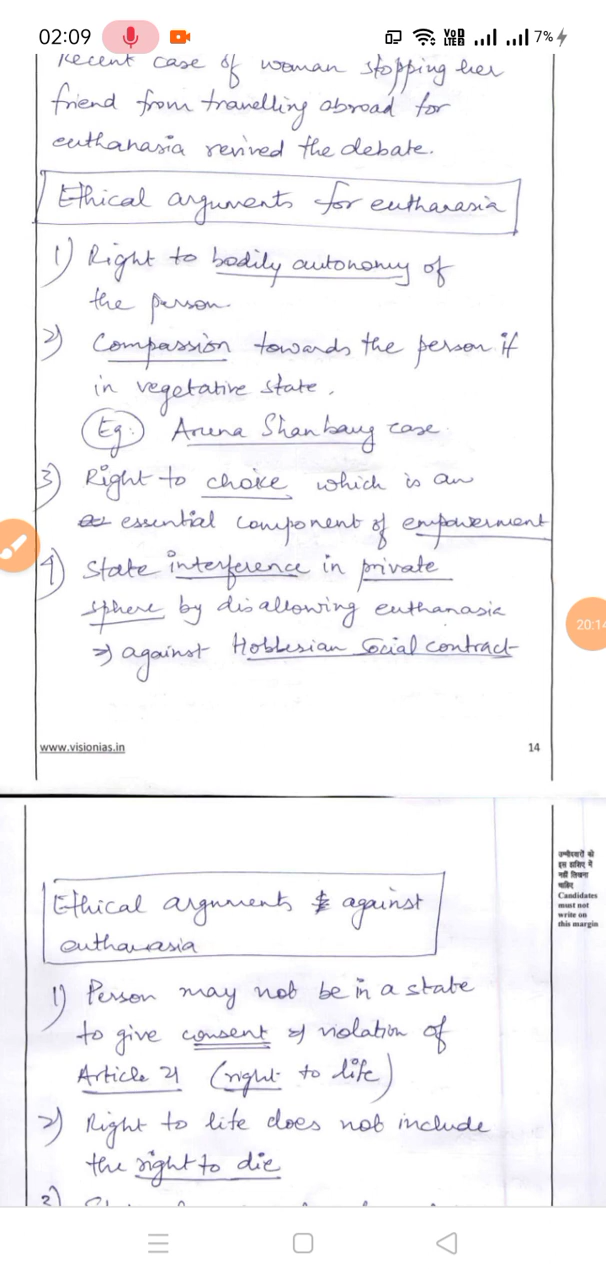 02:09
VoD
LTE2
7%
Recent case of woman stopping her
friend from travelling abroad for
euthanasia revived the debate.
Ethical arguments for euthanasia
1) Right to bodily autonomy of
the person.
2) Compassion towards the person if
in vegetative state.
Eg. Aruna Shanbaug case.
3) Right to choice which is an
essential component of empowerment
4) State interference in private
sphere by disallowing euthanasia
⇒ against Hobbesian Social contract
20:14
www.visionias.in
14
उम्मीदवारों को
इस हाशिए में
नहीं लिखना
चाहिए
Candidates
must not
write on
this margin
Ethical arguments against
euthanasia
1) Person may not be in a state
to give consent ⇒ violation of
Article 21 (right to life)
2) Right to life does not include
the right to die